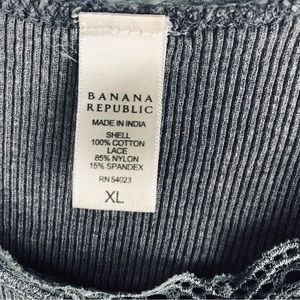 BANANA
REPUBLIC
MADE IN INDIA
SHELL
100% COTTON
LACE
85% NYLON
15% SPANDEX
RN 54023
XL